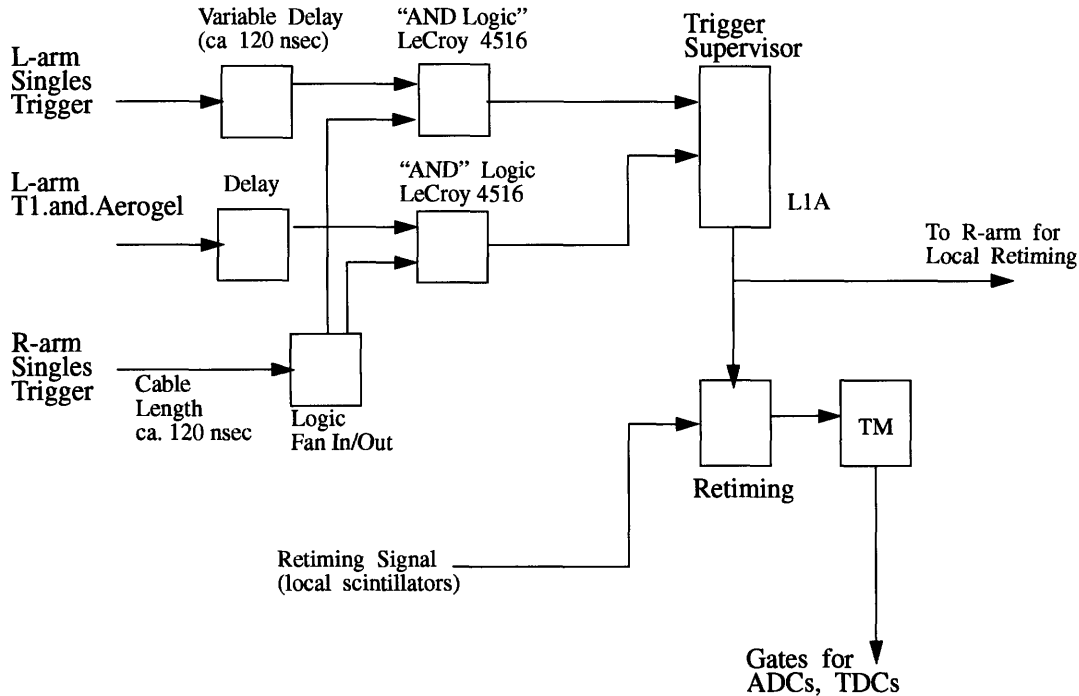 Variable Delay
(ca 120 nsec)
“AND Logic”
LeCroy 4516
Trigger
Supervisor
L-arm
Singles
Trigger
L-arm
T1.and.Aerogel
Delay
“AND” Logic
LeCroy 4516
L1A
To R-arm for
Local Retiming
R-arm
Singles
Trigger
Cable
Length
ca. 120 nsec
Logic
Fan In/Out
TM
Retiming
Retiming Signal
(local scintillators)
Gates for
ADCs, TDCs